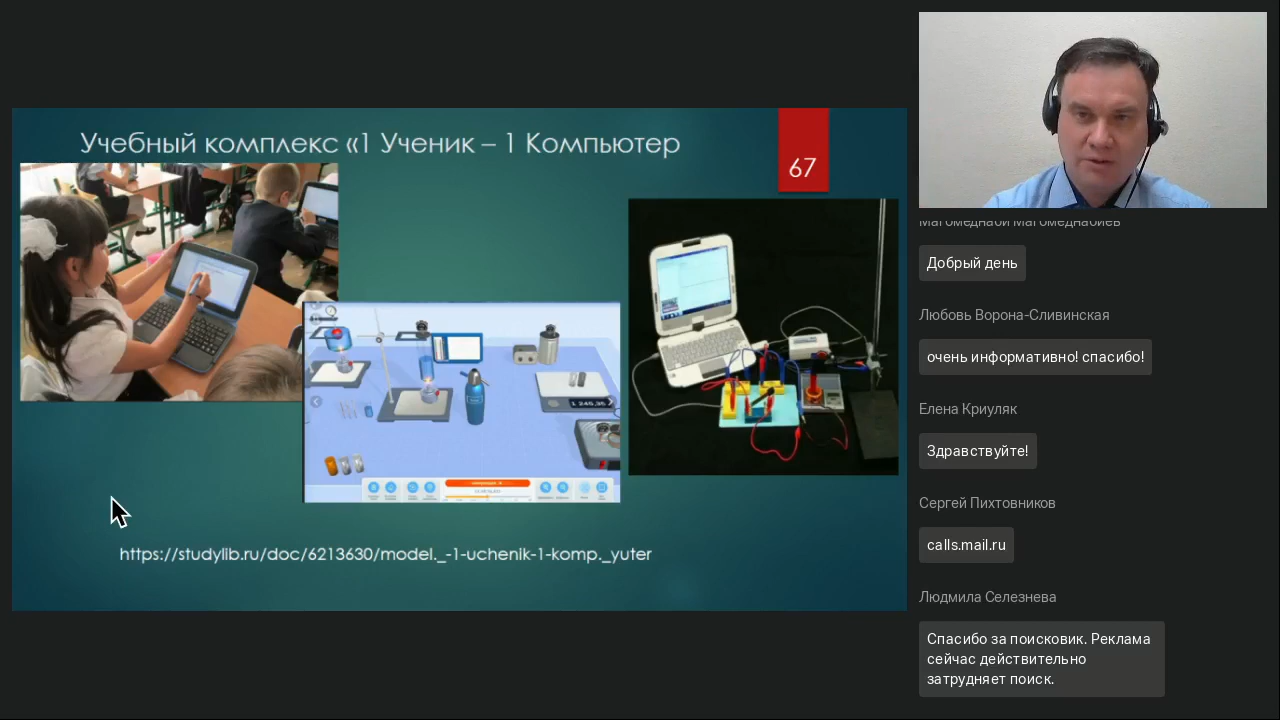 Учебный комплекс «1 Ученик – 1 Компьютер
67
https://studylib.ru/doc/6213630/model._-1-uchenik-1-komp._yuter
Магомеднаби Магомеднабиев
Добрый день
Любовь Ворона-Сливинская
очень информативно! спасибо!
Елена Криуляк
Здравствуйте!
Сергей Пихтовников
calls.mail.ru
Людмила Селезнева
Спасибо за поисковик. Реклама
сейчас действительно
затрудняет поиск.